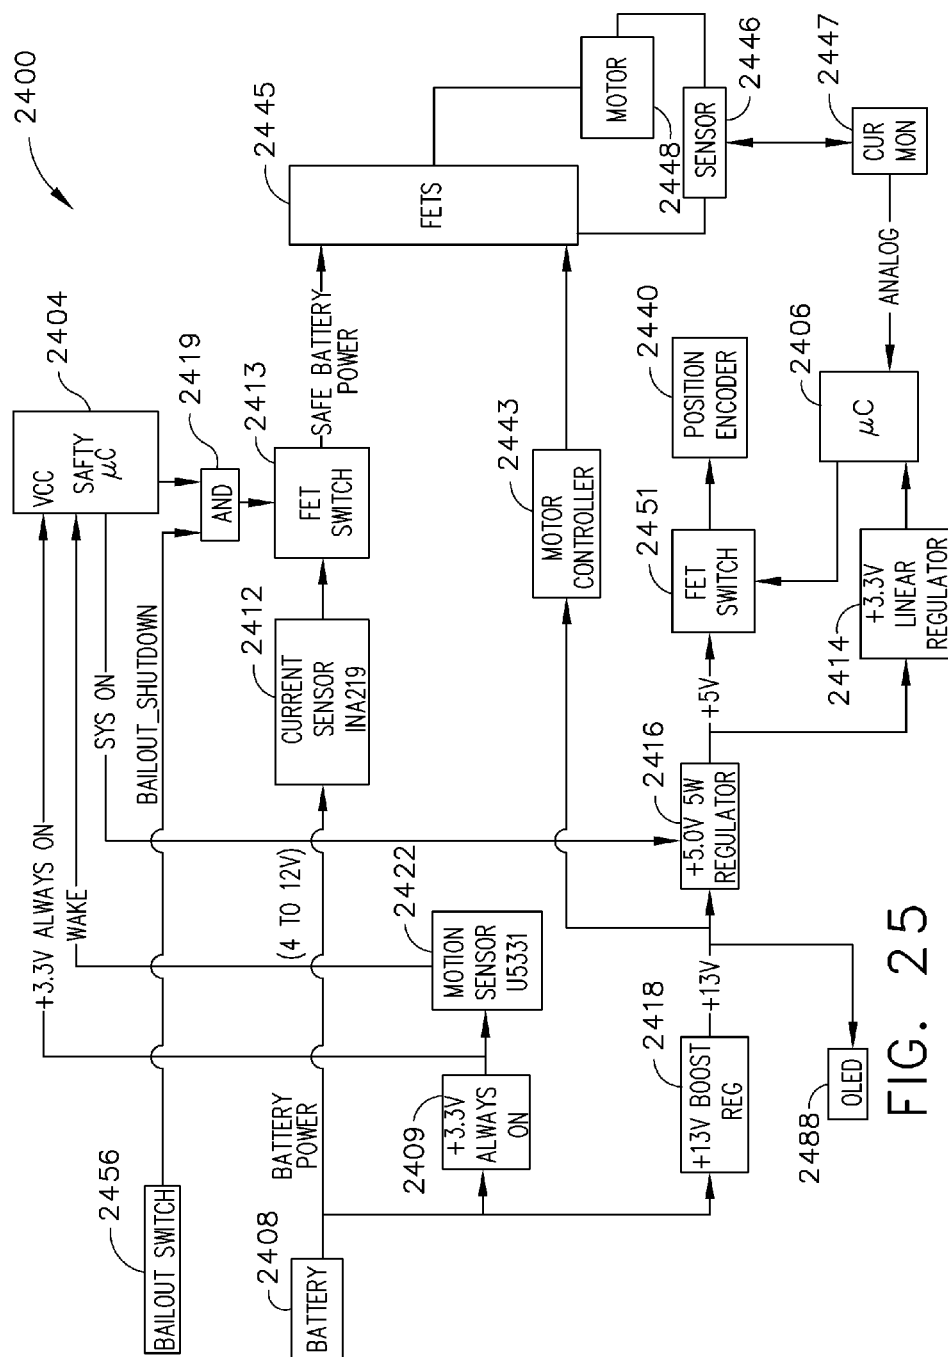 2400
2456
BAILOUT SWITCH
+3.3V ALWAYS ON
WAKE
SYS ON
BAILOUT_SHUTDOWN
VCC
SAFTY
μC
2404
AND
2419
2408
BATTERY
BATTERY
POWER
(4 TO 12V)
2412
CURRENT
SENSOR
INA219
2413
FET
SWITCH
SAFE BATTERY
POWER
2445
FETS
MOTOR
2448
SENSOR
2446
2447
CUR
MON
ANALOG
2409
+3.3V
ALWAYS
ON
2422
MOTION
SENSOR
U5331
2443
MOTOR
CONTROLLER
2418
+13V BOOST
REG
+13V
2416
+5.0V 5W
REGULATOR
+5V
2451
FET
SWITCH
2440
POSITION
ENCODER
2406
μC
2414
+3.3V
LINEAR
REGULATOR
2488
OLED
FIG. 25